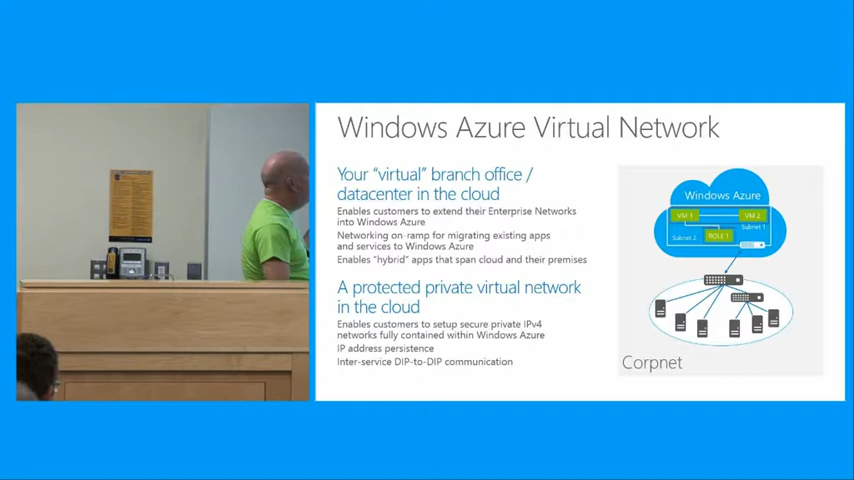 Windows Azure Virtual Network
Your “virtual” branch office /
datacenter in the cloud
Enables customers to extend their Enterprise Networks
into Windows Azure
Networking on-ramp for migrating existing apps
and services to Windows Azure
Enables “hybrid” apps that span cloud and their premises
A protected private virtual network
in the cloud
Enables customers to setup secure private IPv4
networks fully contained within Windows Azure
IP address persistence
Inter-service DIP-to-DIP communication
Windows Azure
VM 1
VM 2
Subnet 1
Subnet 2
ROLE 1
Corpnet